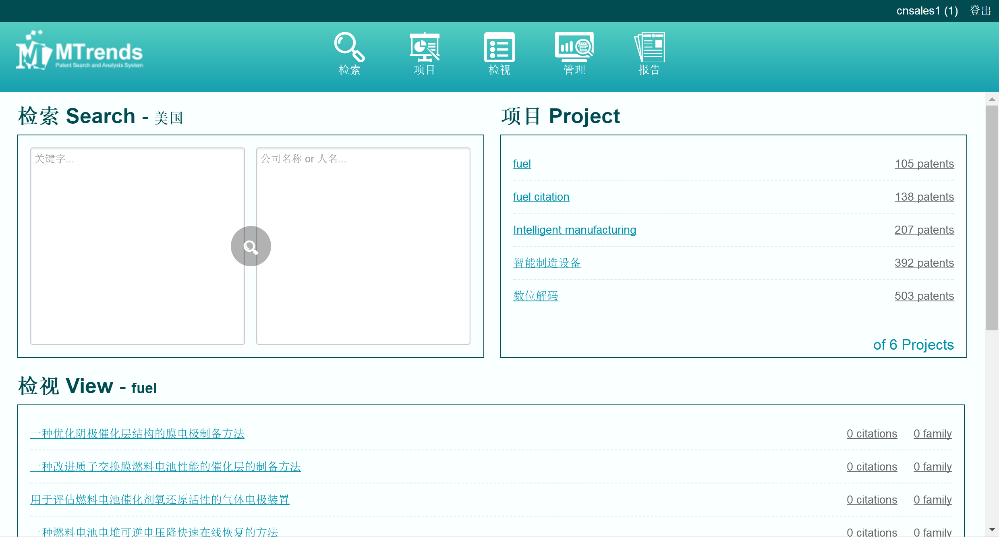 cnsales1 (1) 登出
MTrends
Patent Search and Analysis System
管
检索 项目 检视 管理 报告
检索 Search - 美国
关键字...
公司名称 or 人名...
项目 Project
fuel 105 patents
fuel citation 138 patents
Intelligent manufacturing 207 patents
智能制造设备 392 patents
数位解码 503 patents
of 6 Projects
检视 View - fuel
一种优化阴极催化层结构的膜电极制备方法 0 citations 0 family
一种改进质子交换膜燃料电池性能的催化层的制备方法 0 citations 0 family
用于评估燃料电池催化剂氧还原活性的气体电极装置 0 citations 0 family
一种燃料电池电堆可逆电压降快速在线恢复的方法 0 citations 0 family